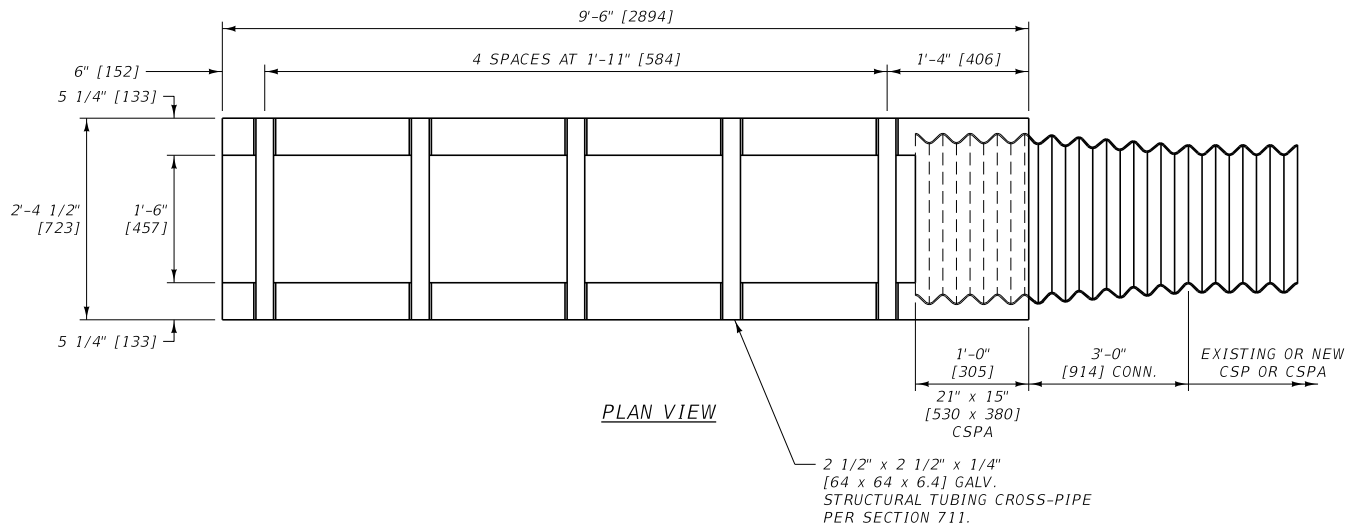 9'-6" [2894]
4 SPACES AT 1'-11" [584]
1'-4" [406]
6" [152]
5 1/4" [133]
2'-4 1/2"
[723]
1'-6"
[457]
5 1/4" [133]
1'-0"
[305]
21" x 15"
[530 x 380]
CSPA
3'-0"
[914] CONN.
EXISTING OR NEW
CSP OR CSPA
PLAN VIEW
2 1/2" x 2 1/2" x 1/4"
[64 x 64 x 6.4] GALV.
STRUCTURAL TUBING CROSS-PIPE
PER SECTION 711.